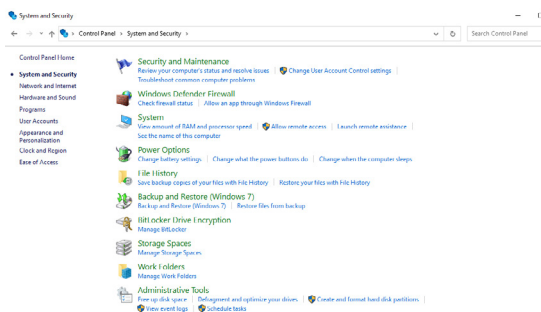 System and Security
Control Panel > System and Security >
Search Control Panel
Control Panel Home
System and Security
Network and Internet
Hardware and Sound
Programs
User Accounts
Appearance and
Personalization
Clock and Region
Ease of Access
Security and Maintenance
Review your computer's status and resolve issues | Change User Account Control settings |
Troubleshoot common computer problems
Windows Defender Firewall
Check firewall status | Allow an app through Windows Firewall
System
View amount of RAM and processor speed | Allow remote access | Launch remote assistance |
See the name of this computer
Power Options
Change battery settings | Change what the power buttons do | Change when the computer sleeps
File History
Save backup copies of your files with File History | Restore your files with File History
Backup and Restore (Windows 7)
Backup and Restore (Windows 7) | Restore files from backup
BitLocker Drive Encryption
Manage BitLocker
Storage Spaces
Manage Storage Spaces
Work Folders
Manage Work Folders
Administrative Tools
Free up disk space | Defragment and optimize your drives | Create and format hard disk partitions |
View event logs | Schedule tasks